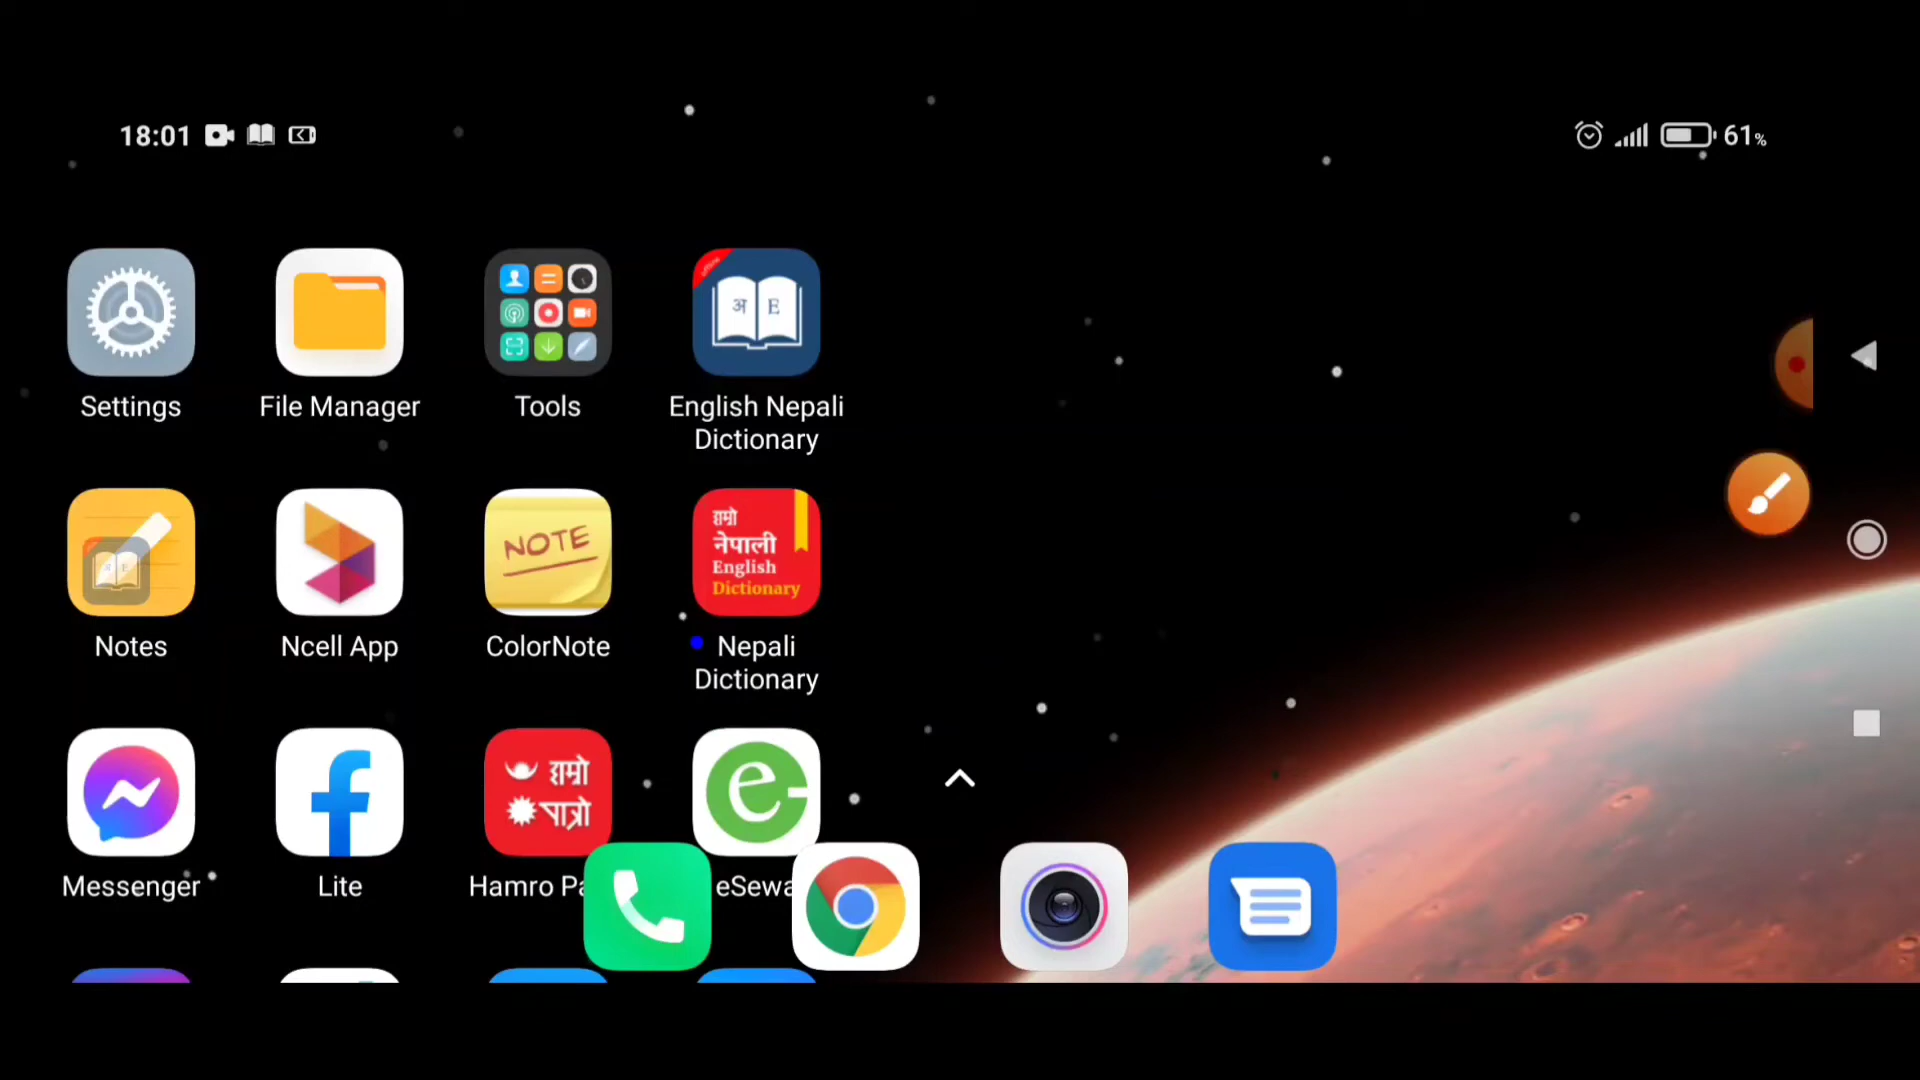 18:01
61%
offline
अ E
Settings
File Manager
Tools
English Nepali
Dictionary
NOTE
हाम्रो
नेपाली
English
Dictionary
Notes
Ncell App
ColorNote
Nepali
Dictionary
हाम्रो
पात्रो
e
Messenger
Lite
Hamro Pa
eSewa